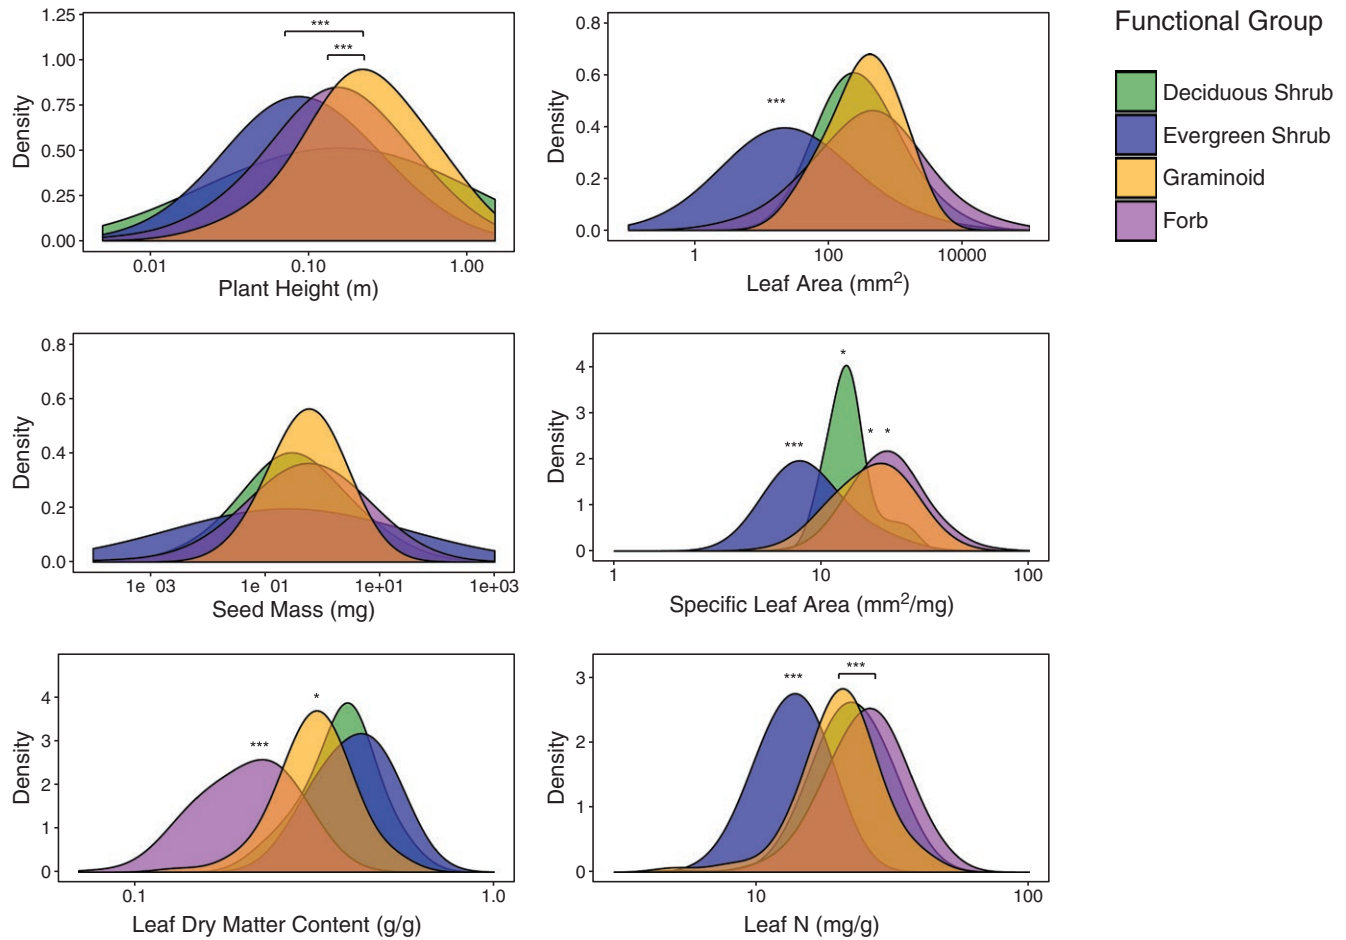 1.25
1.00
0.75
0.50
0.25
0.00
Density
***
***
0.01 0.10 1.00
Plant Height (m)
0.8
0.6
0.4
0.2
0.0
Density
***
1 100 10000
Leaf Area (mm²)
Functional Group
Deciduous Shrub
Evergreen Shrub
Graminoid
Forb
0.8
0.6
0.4
0.2
0.0
Density
1e 03 1e 01 1e+01 1e+03
Seed Mass (mg)
4
3
2
1
0
Density
*
* *
***
1 10 100
Specific Leaf Area (mm²/mg)
4
3
2
1
0
Density
*
***
0.1 1.0
Leaf Dry Matter Content (g/g)
3
2
1
0
Density
***
***
10 100
Leaf N (mg/g)